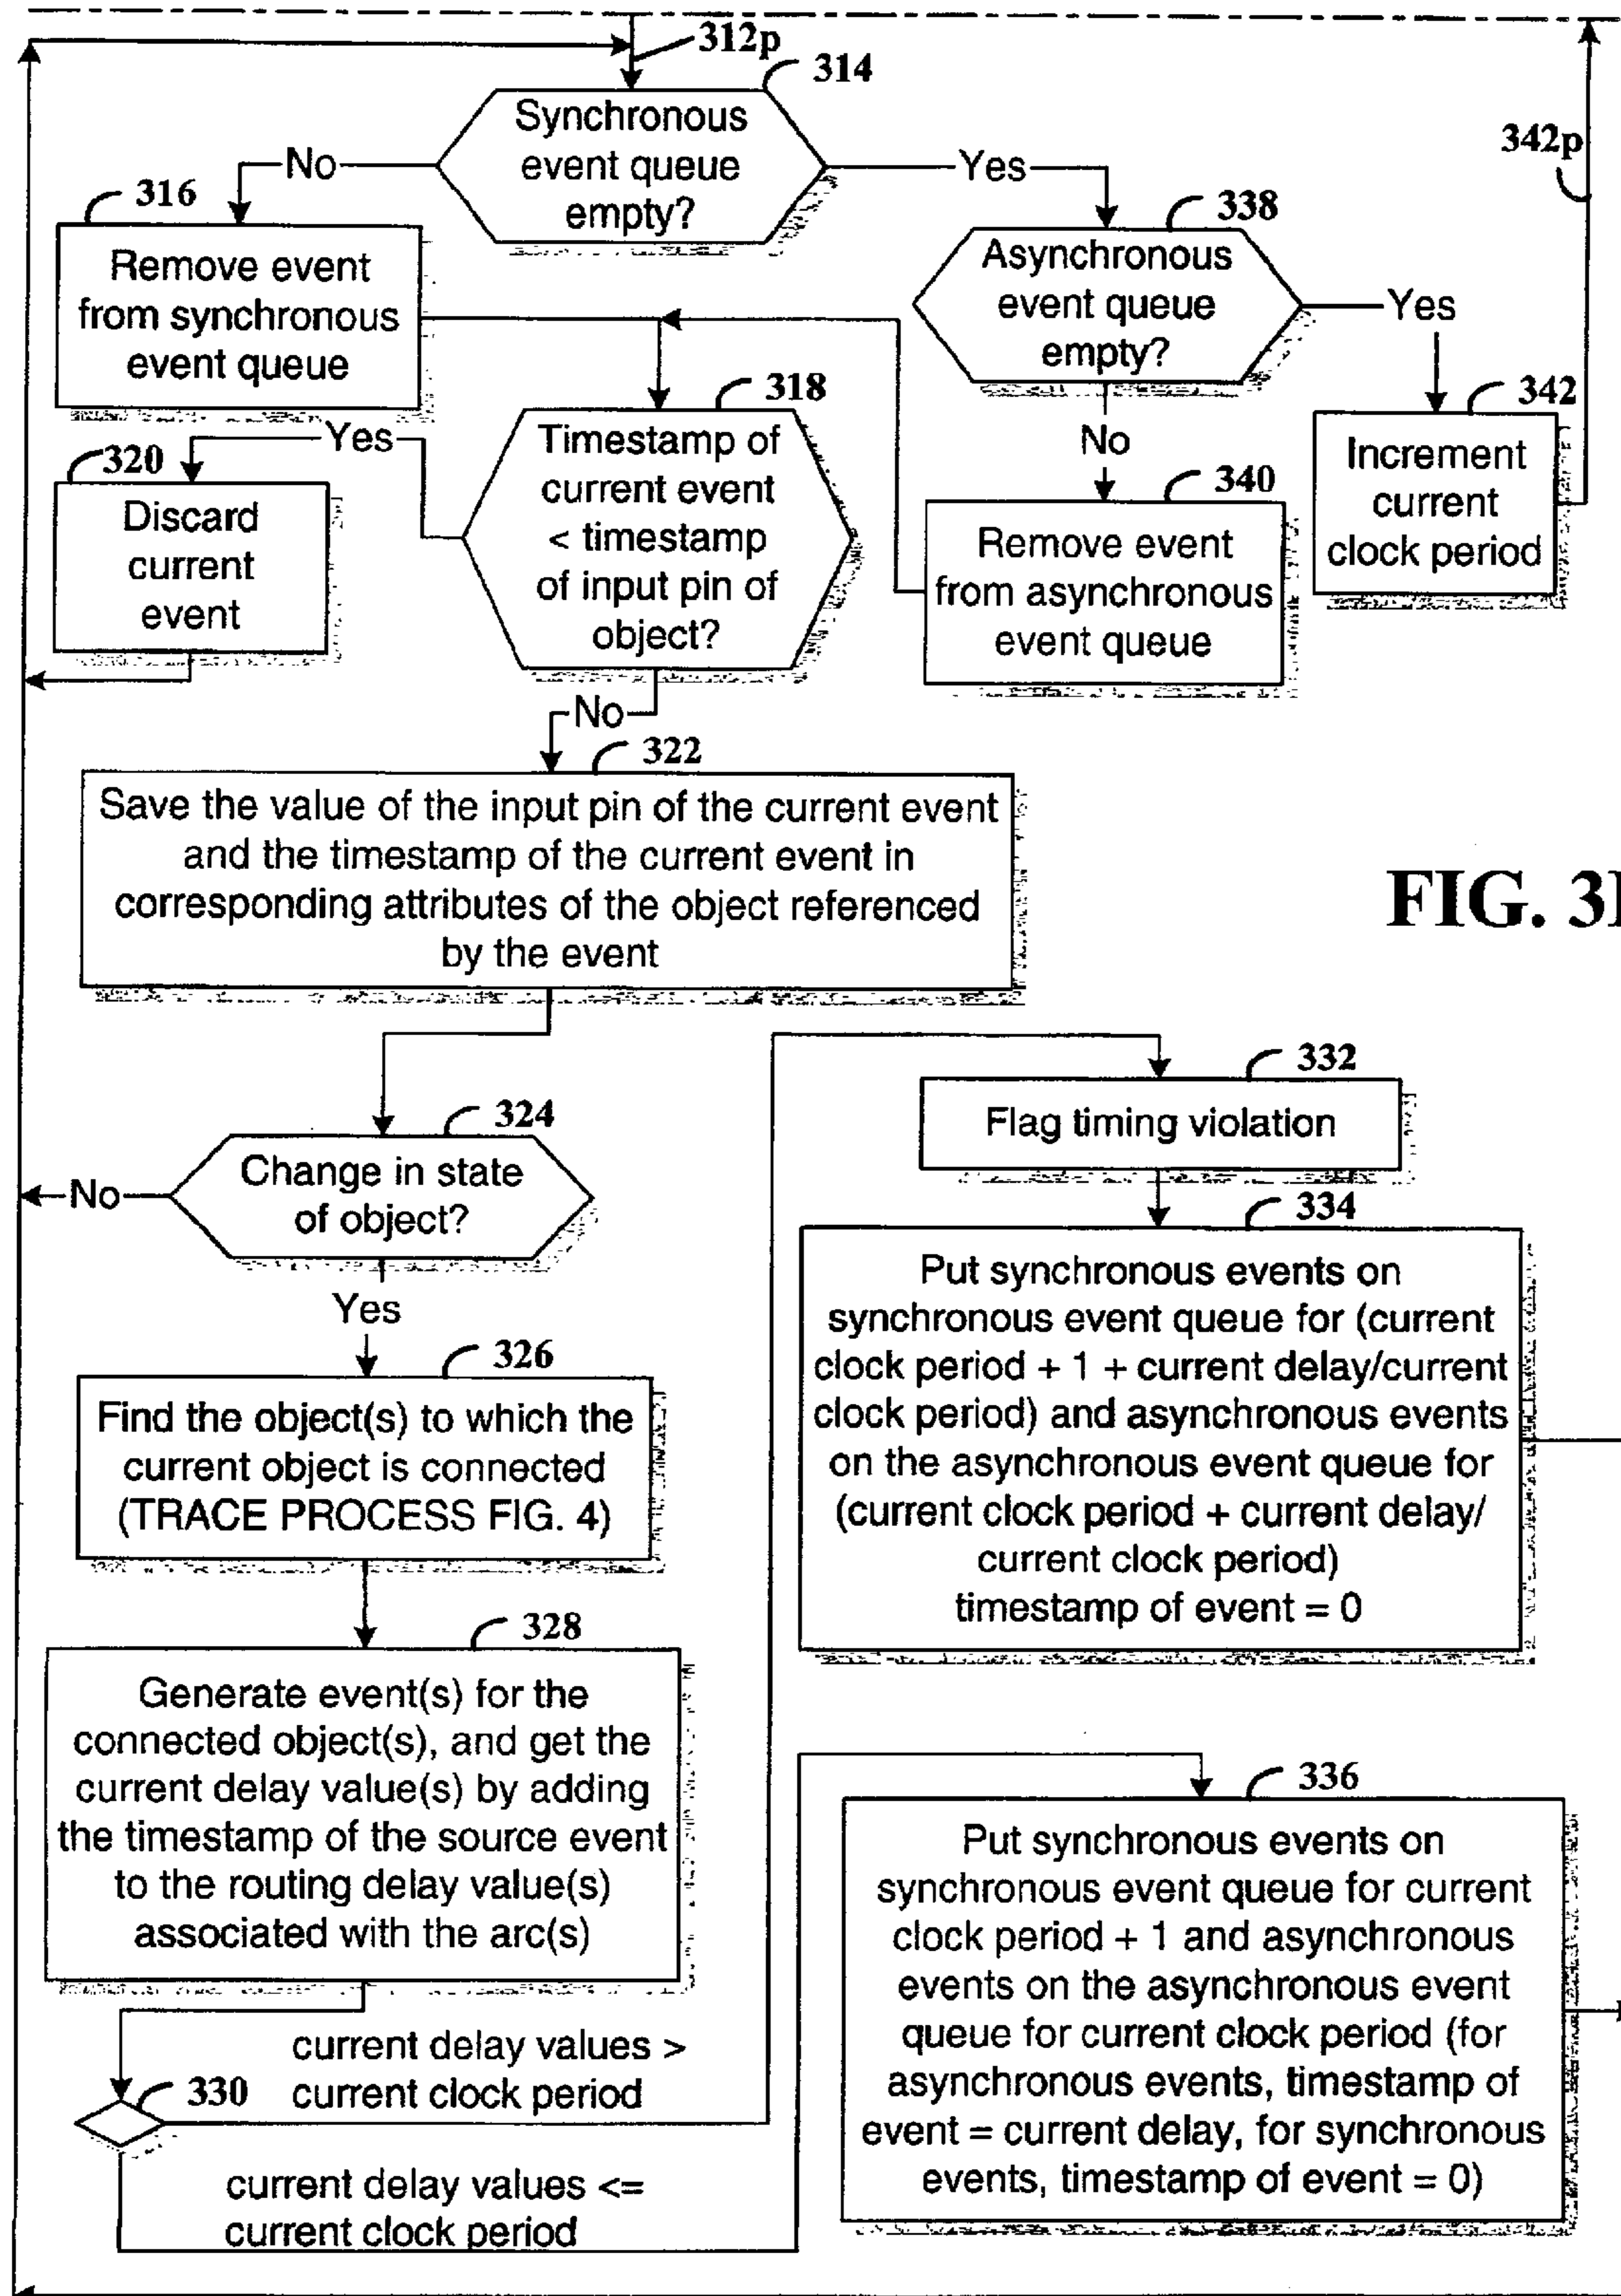 312p
314
Synchronous
event queue
empty?
No
Yes
342p
316
Remove event
from synchronous
event queue
338
Asynchronous
event queue
empty?
Yes
318
Timestamp of
current event
< timestamp
of input pin of
object?
Yes
320
Discard
current
event
No
340
Remove event
from asynchronous
event queue
342
Increment
current
clock period
No
322
Save the value of the input pin of the current event
and the timestamp of the current event in
corresponding attributes of the object referenced
by the event
FIG.
324
Change in state
of object?
No
Yes
326
Find the object(s) to which the
current object is connected
(TRACE PROCESS FIG. 4)
328
Generate event(s) for the
connected object(s), and get the
current delay value(s) by adding
the timestamp of the source event
to the routing delay value(s)
associated with the arc(s)
330
current delay values >
current clock period
current delay values <=
current clock period
332
Flag timing violation
334
Put synchronous events on
synchronous event queue for (current
clock period + 1 + current delay/current
clock period) and asynchronous events
on the asynchronous event queue for
(current clock period + current delay/
current clock period)
timestamp of event = 0
336
Put synchronous events on
synchronous event queue for current
clock period + 1 and asynchronous
events on the asynchronous event
queue for current clock period (for
asynchronous events, timestamp of
event = current delay, for synchronous
events, timestamp of event = 0)